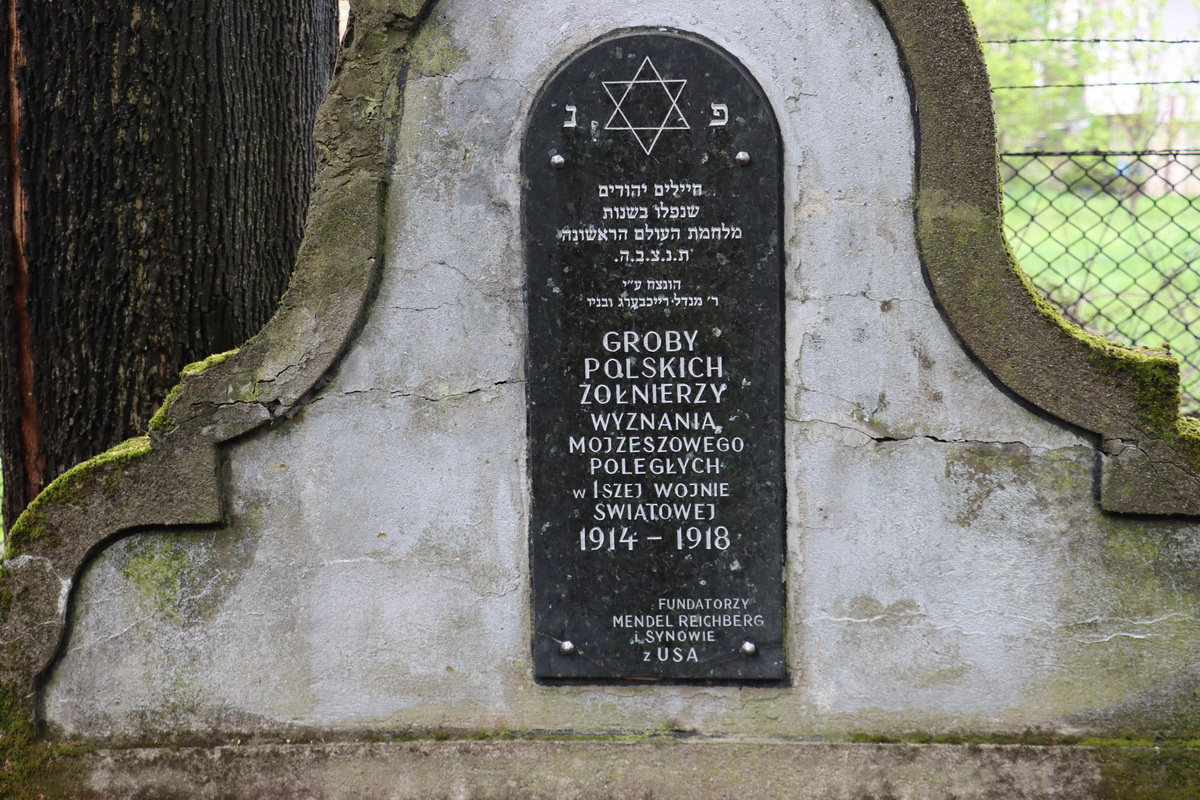 פ נ
חיילים יהודים
שנפלו בשנות
מלחמת העולם הראשונה
ת.נ.צ.ב.ה.
הונצח ע״י
ר׳ מנדל רייכבערג ובניו
GROBY
POLSKICH
ŻOŁNIERZY
WYZNANIA
MOJŻESZOWEGO
POLEGŁYCH
w I-SZEJ WOJNIE
ŚWIATOWEJ
1914 – 1918
FUNDATORZY
MENDEL REICHBERG
i SYNOWIE
z USA